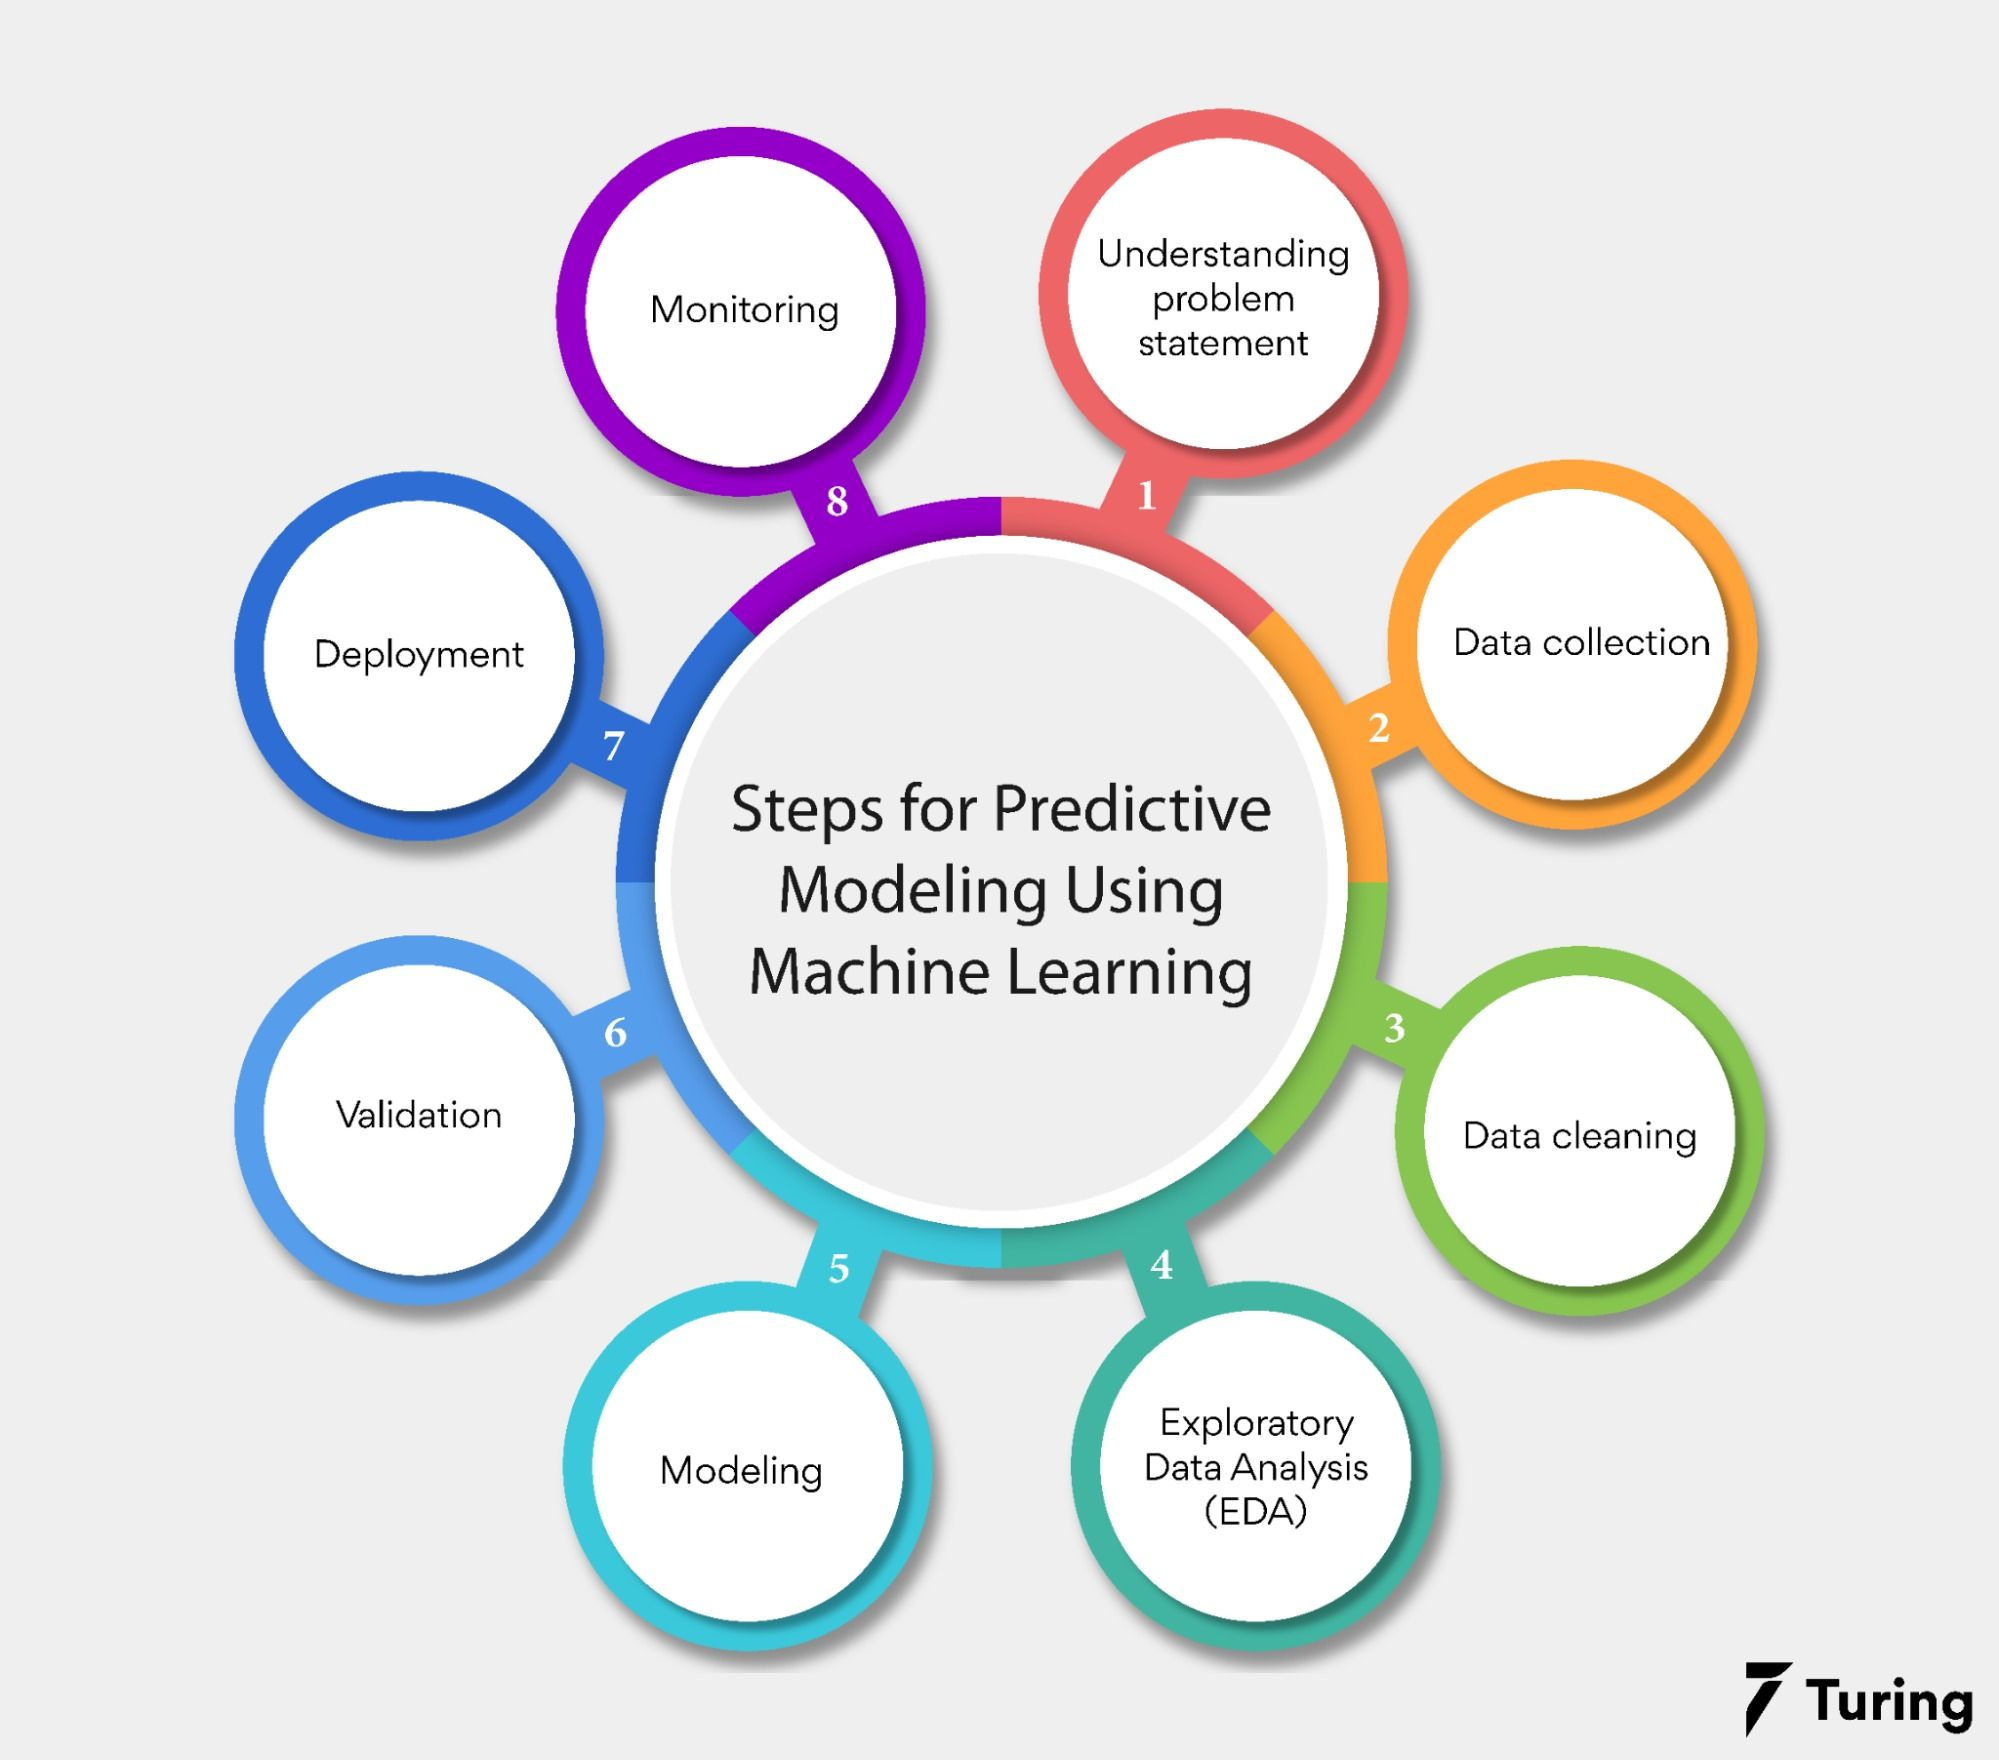 Steps for Predictive
Modeling Using
Machine Learning
1
Understanding
problem
statement
2
Data collection
3
Data cleaning
4
Exploratory
Data Analysis
(EDA)
5
Modeling
6
Validation
7
Deployment
8
Monitoring
Turing